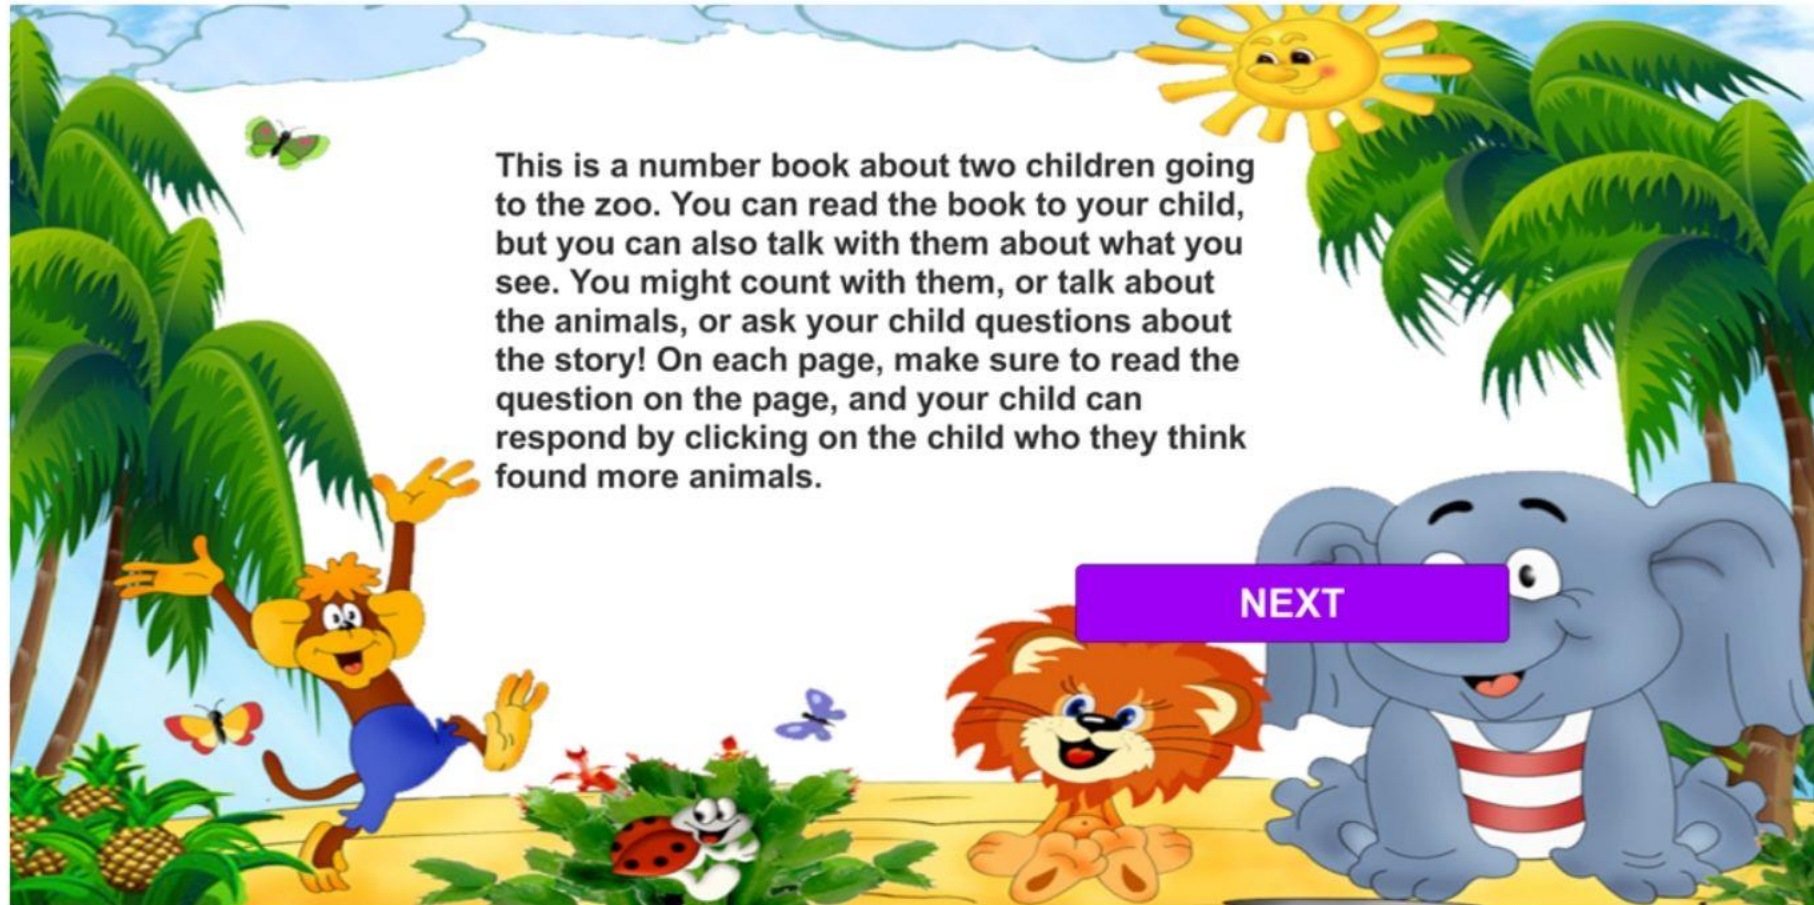 This is a number book about two children going
to the zoo. You can read the book to your child,
but you can also talk with them about what you
see. You might count with them, or talk about
the animals, or ask your child questions about
the story! On each page, make sure to read the
question on the page, and your child can
respond by clicking on the child who they think
found more animals.
NEXT